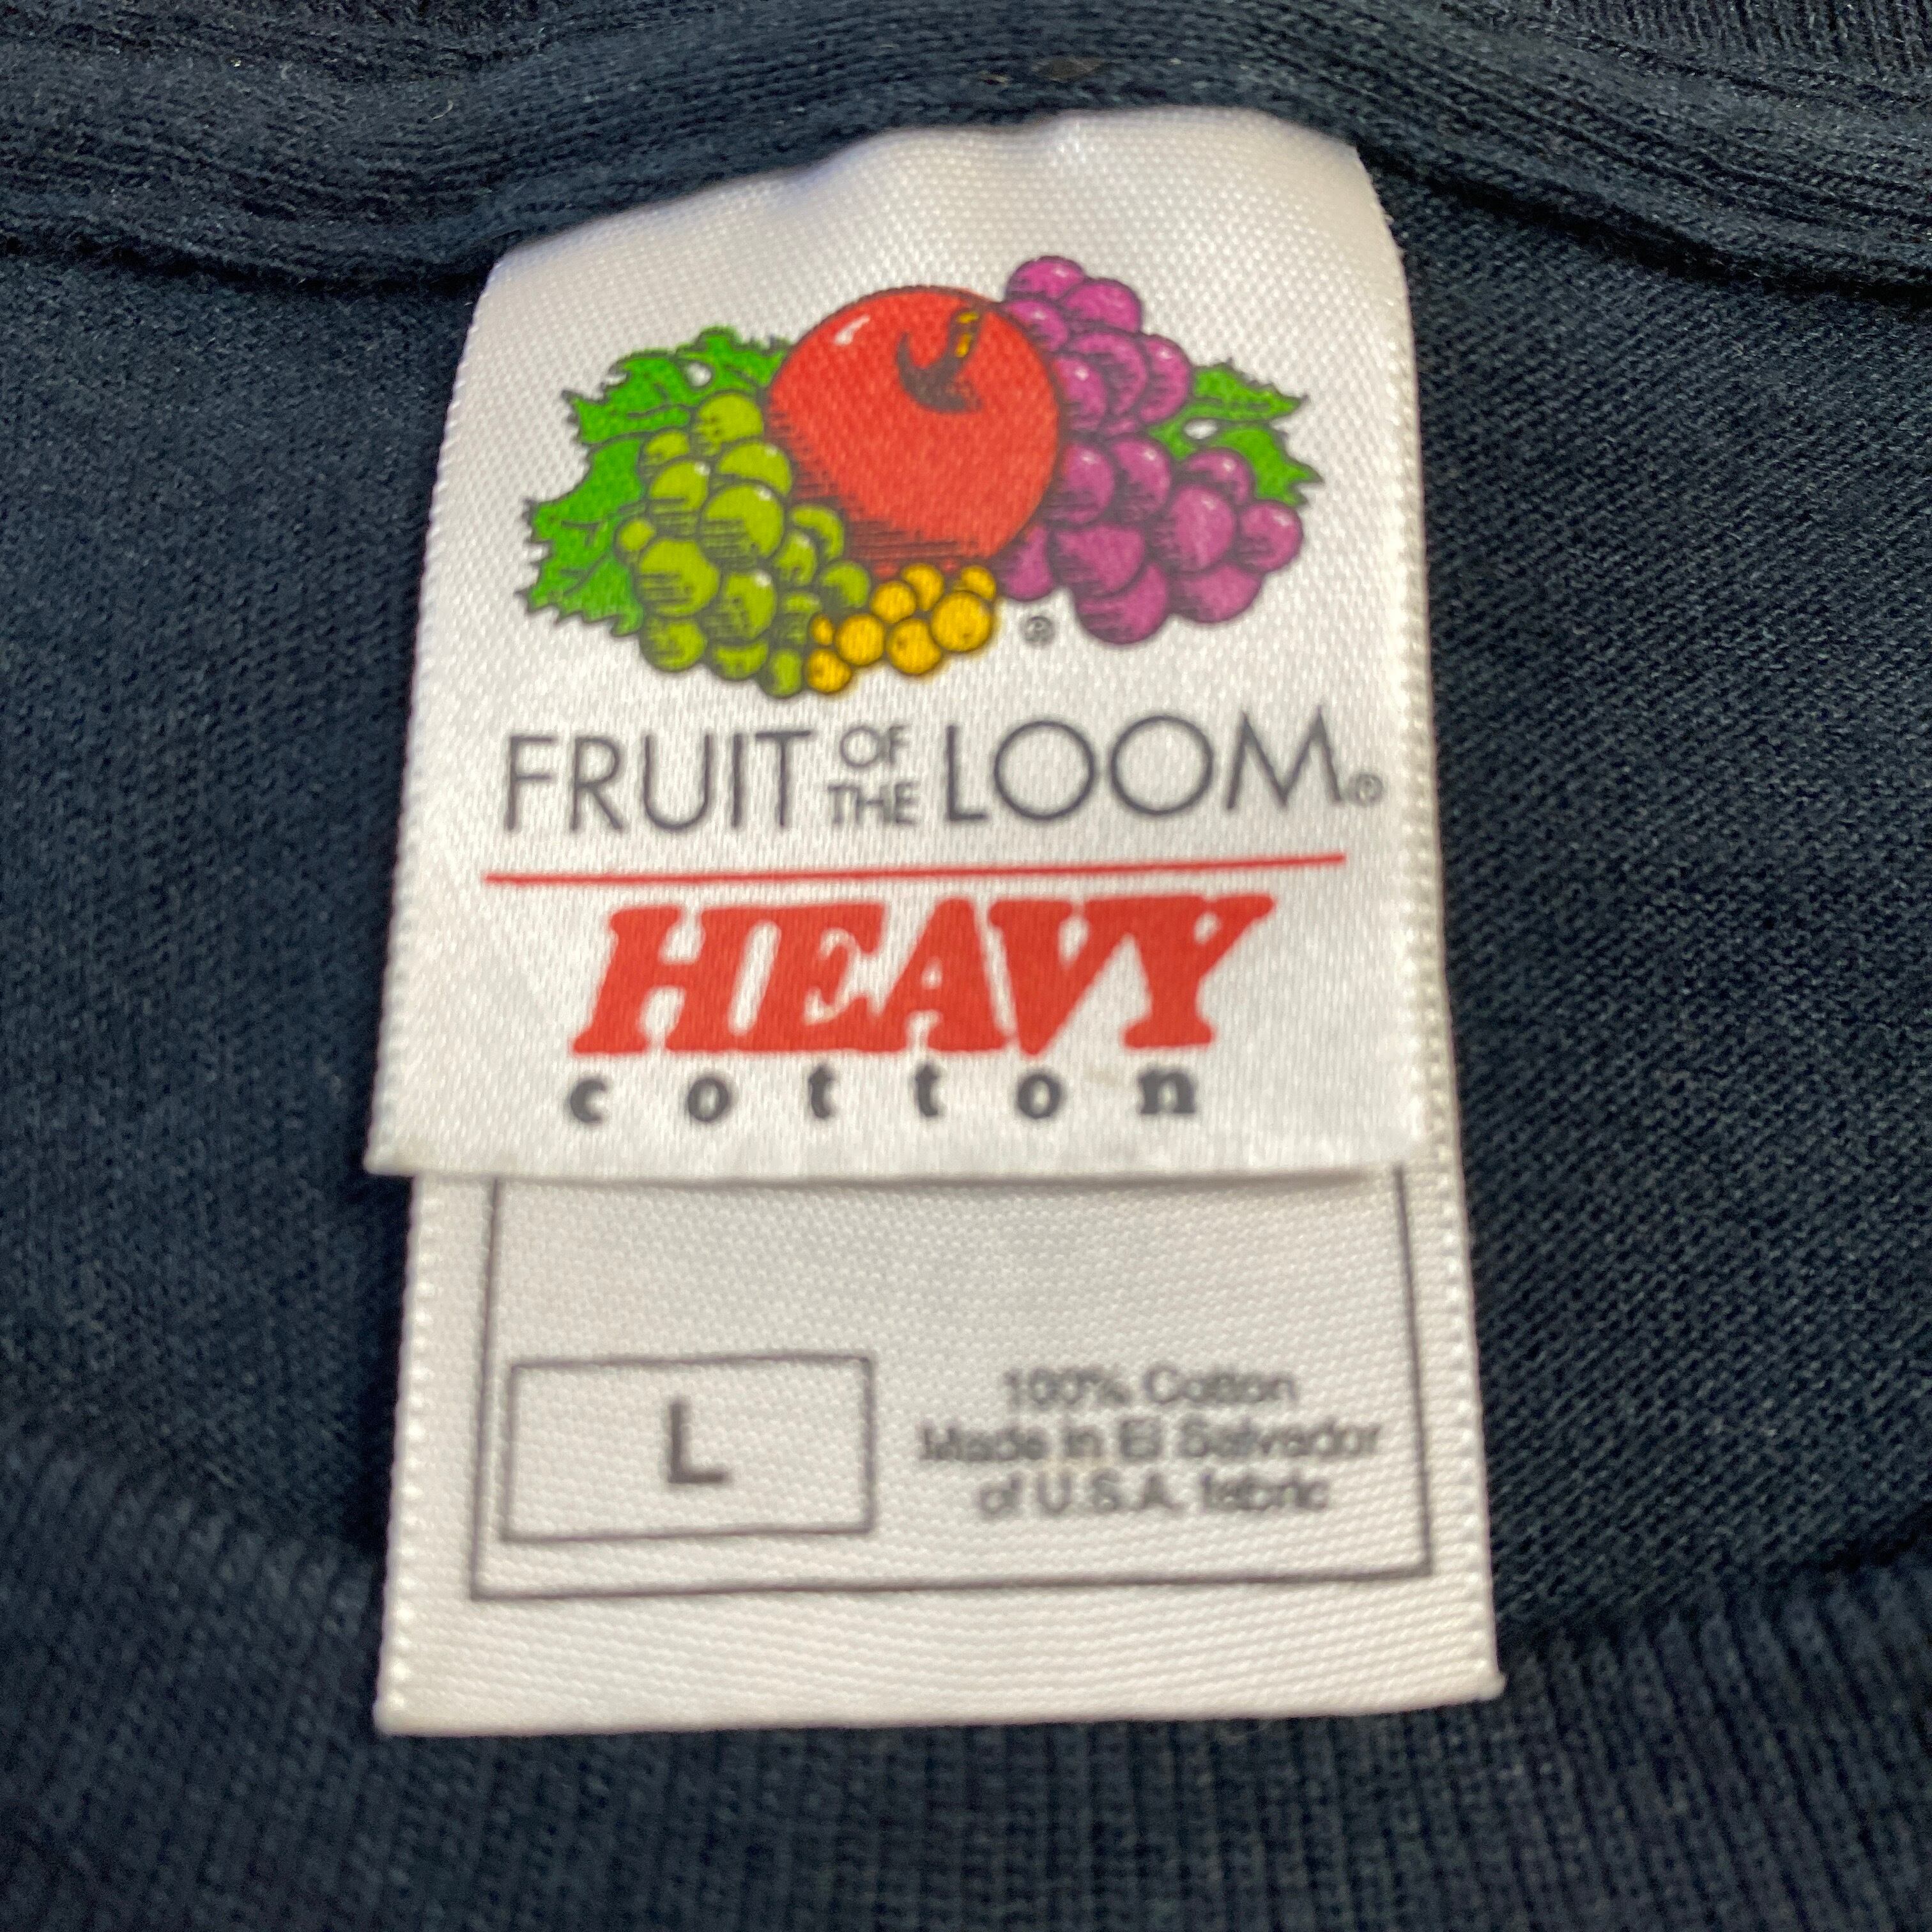 ®
FRUIT OF THE LOOM®
HEAVY
cotton
L
100% Cotton
Made in El Salvador
of U.S.A. fabric